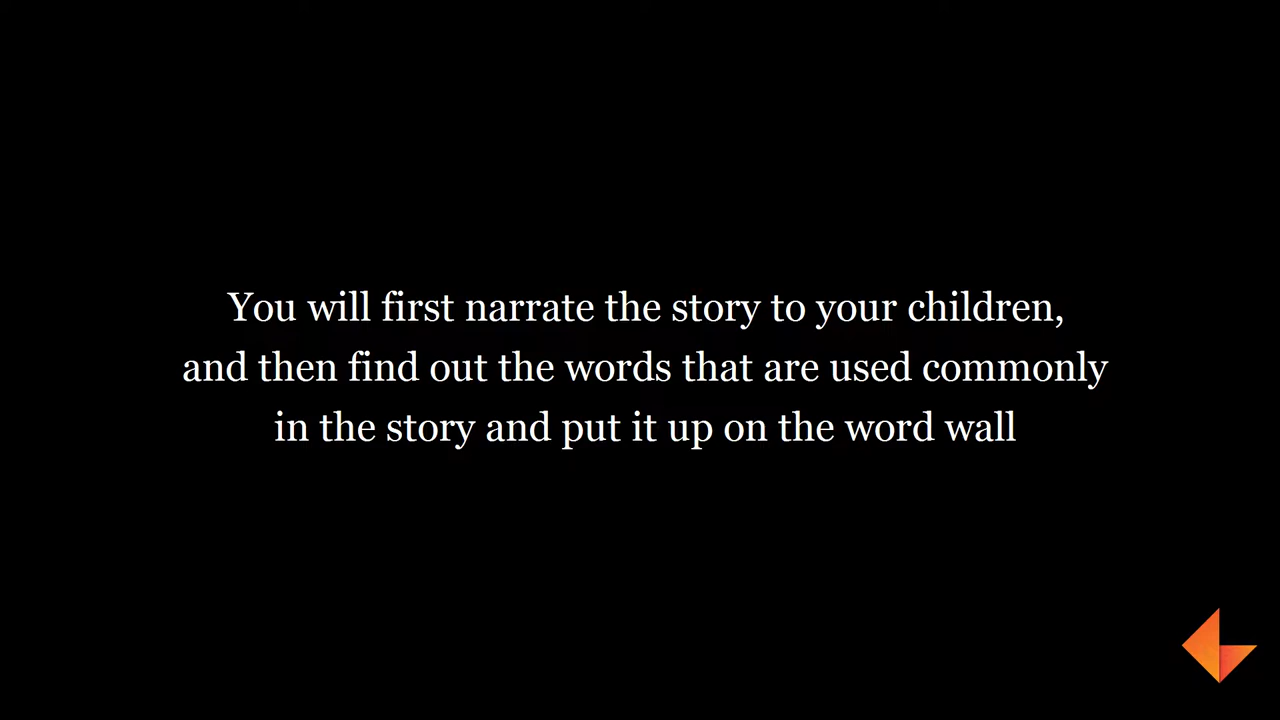 You will first narrate the story to your children,
and then find out the words that are used commonly
in the story and put it up on the word wall